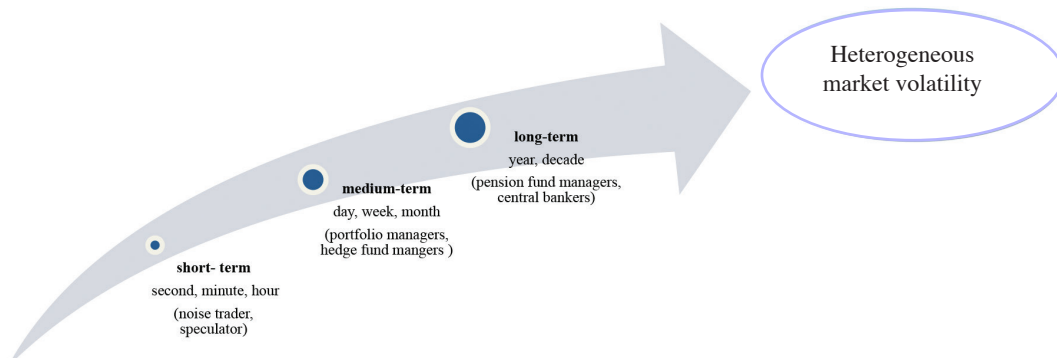 Heterogeneous
market volatility
long-term
year, decade
(pension fund managers,
central bankers)
medium-term
day, week, month
(portfolio managers,
hedge fund mangers )
short- term
second, minute, hour
(noise trader,
speculator)